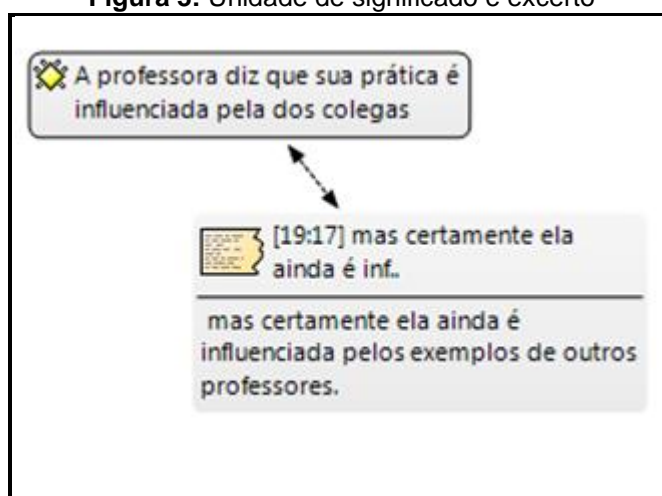 Figura 3: Unidade de significado e excerto
A professora diz que sua prática é
influenciada pela dos colegas
[19:17] mas certamente ela
ainda é inf..
mas certamente ela ainda é
influenciada pelos exemplos de outros
professores.